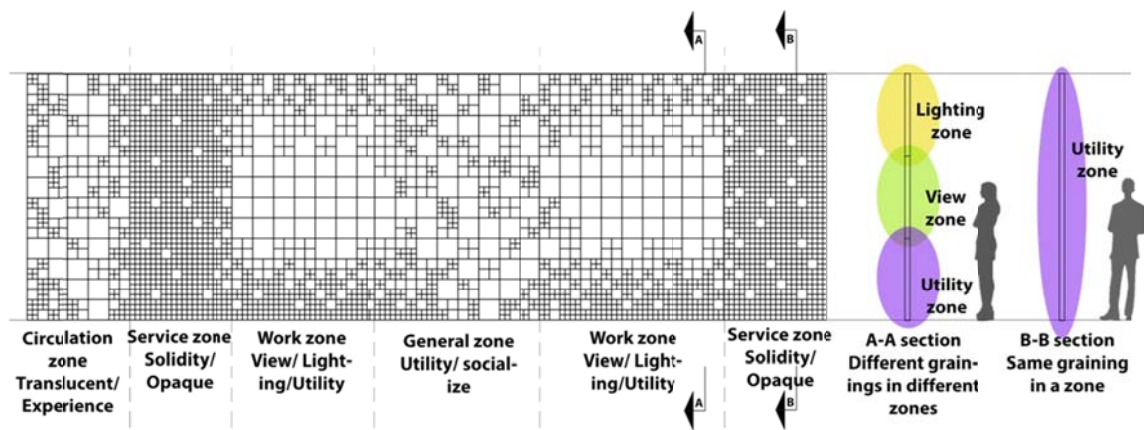 A
B
Lighting
zone
View
zone
Utility
zone
Utility
zone
Circulation
zone
Translucent/
Experience
Service zone
Solidity/
Opaque
Work zone
View/ Light-
ing/Utility
General zone
Utility/ social-
ize
Work zone
View/ Light-
ing/Utility
Service zone
Solidity/
Opaque
A-A section
Different grain-
ings in different
zones
B-B section
Same graining
in a zone
A
B